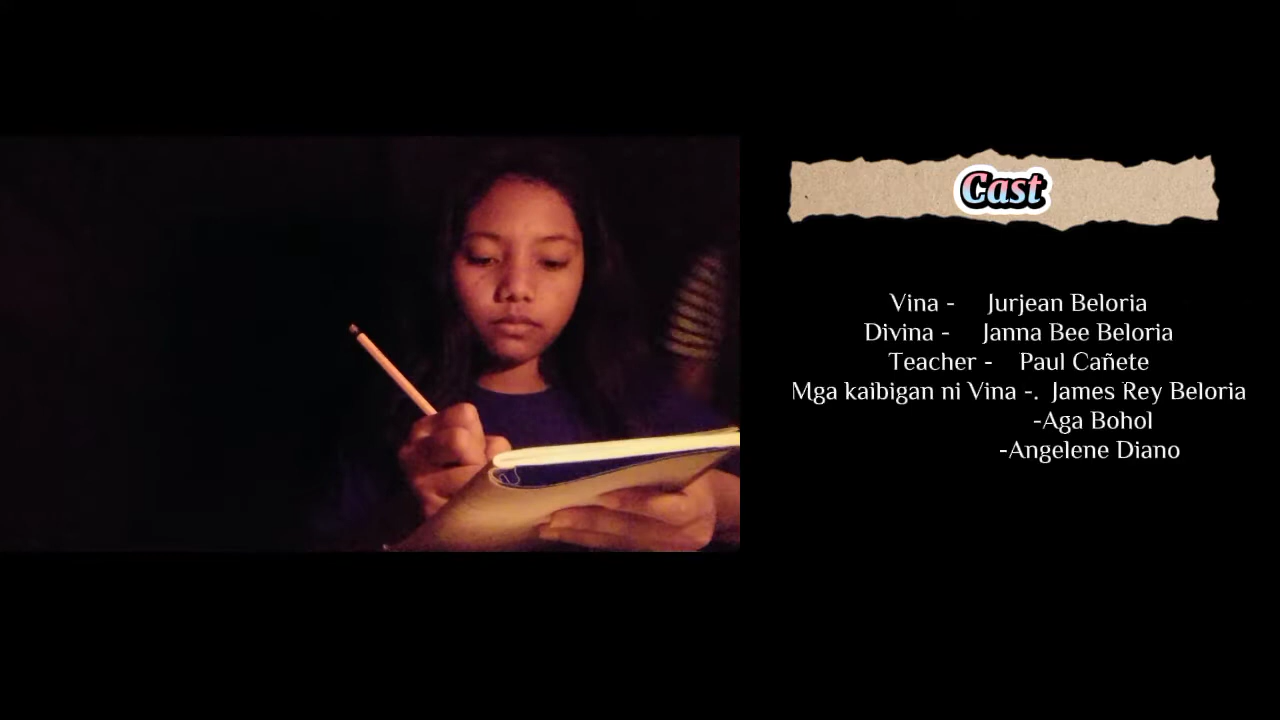 Cast
Vina - Jurjean Beloria
Divina - Janna Bee Beloria
Teacher - Paul Cañete
Mga kaibigan ni Vina -. James Rey Beloria
-Aga Bohol
-Angelene Diano